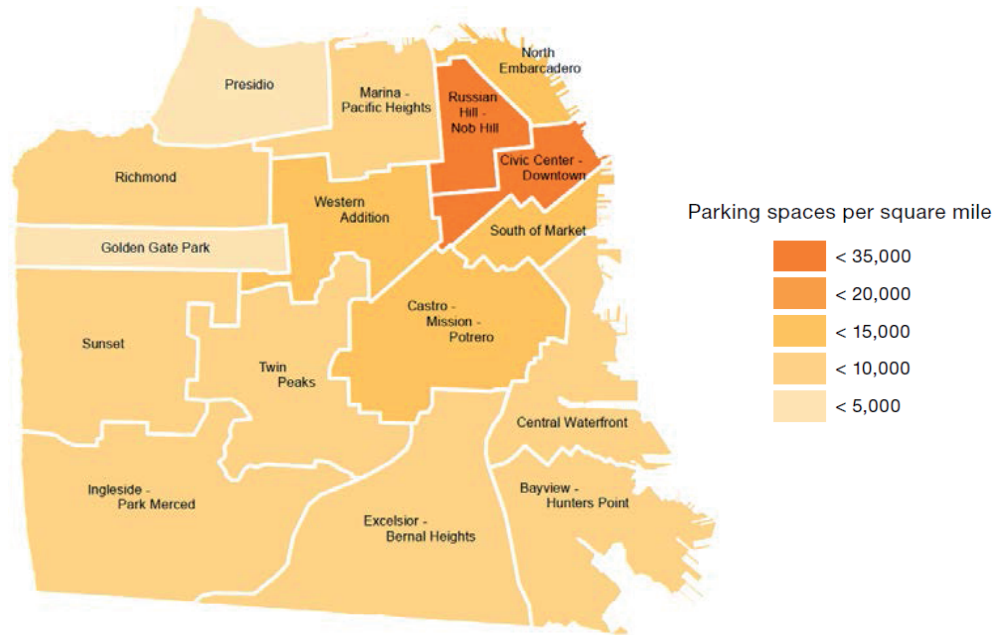 North
Embarcadero
Presidio
Marina -
Pacific Heights
Russian
Hill -
Nob Hill
Civic Center -
Downtown
Richmond
Western
Addition
South of Market
Golden Gate Park
Castro -
Mission -
Potrero
Sunset
Twin
Peaks
Central Waterfront
Ingleside -
Park Merced
Bayview -
Hunters Point
Excelsior -
Bernal Heights
Parking spaces per square mile
< 35,000
< 20,000
< 15,000
< 10,000
< 5,000